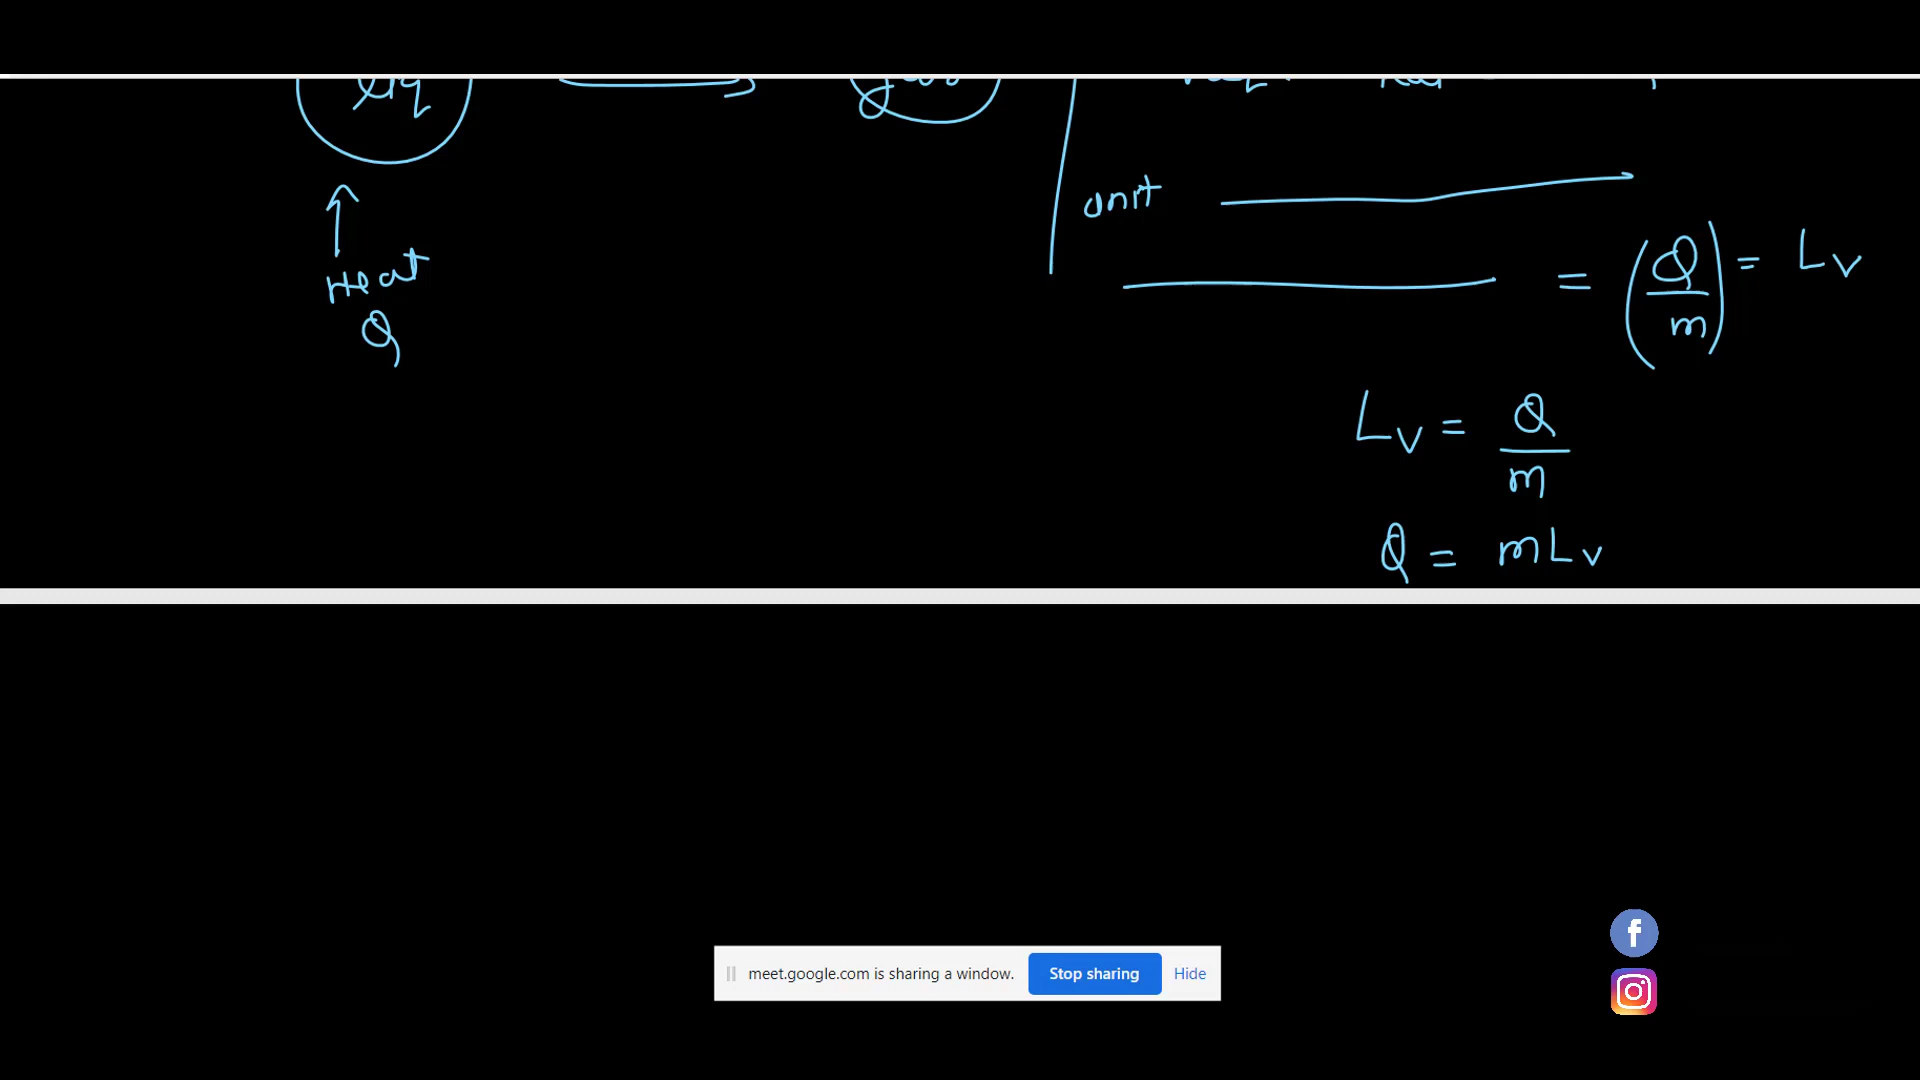 liq
unit
Heat
Q
= (Q/m) = Lv
Lv = Q/m
Q = mLv
meet.google.com is sharing a window. Stop sharing Hide